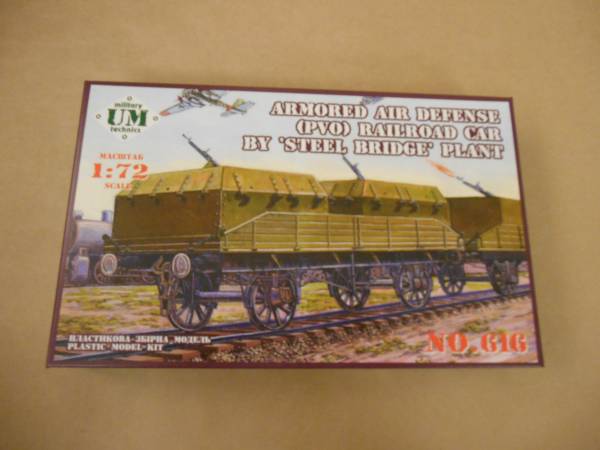 military
UM
technics
ARMORED AIR DEFENSE
(PVO) RAILROAD CAR
BY 'STEEL BRIDGE' PLANT
МАСШТАБ
1:72
SCALE
ПЛАСТИКОВА-ЗБІРНА МОДЕЛЬ
PLASTIC-MODEL-KIT
NO.616